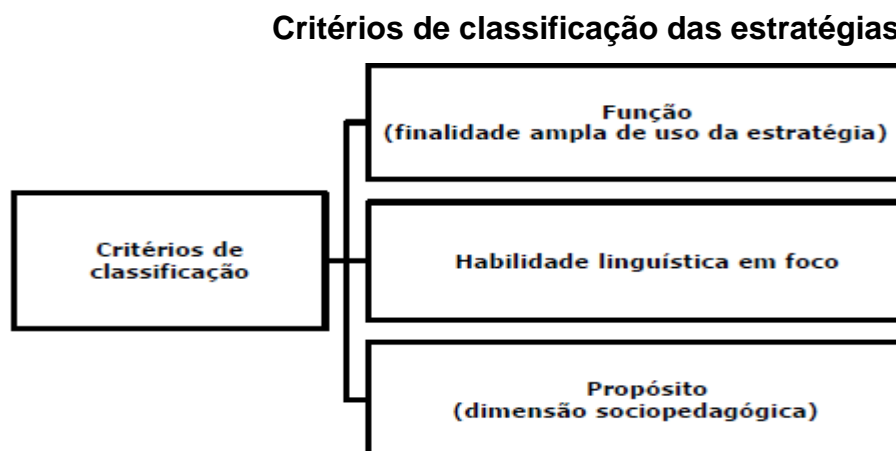 Critérios de classificação das estratégias
Função
(finalidade ampla de uso da estratégia)
Critérios de
classificação
Habilidade linguística em foco
Propósito
(dimensão sociopedagógica)